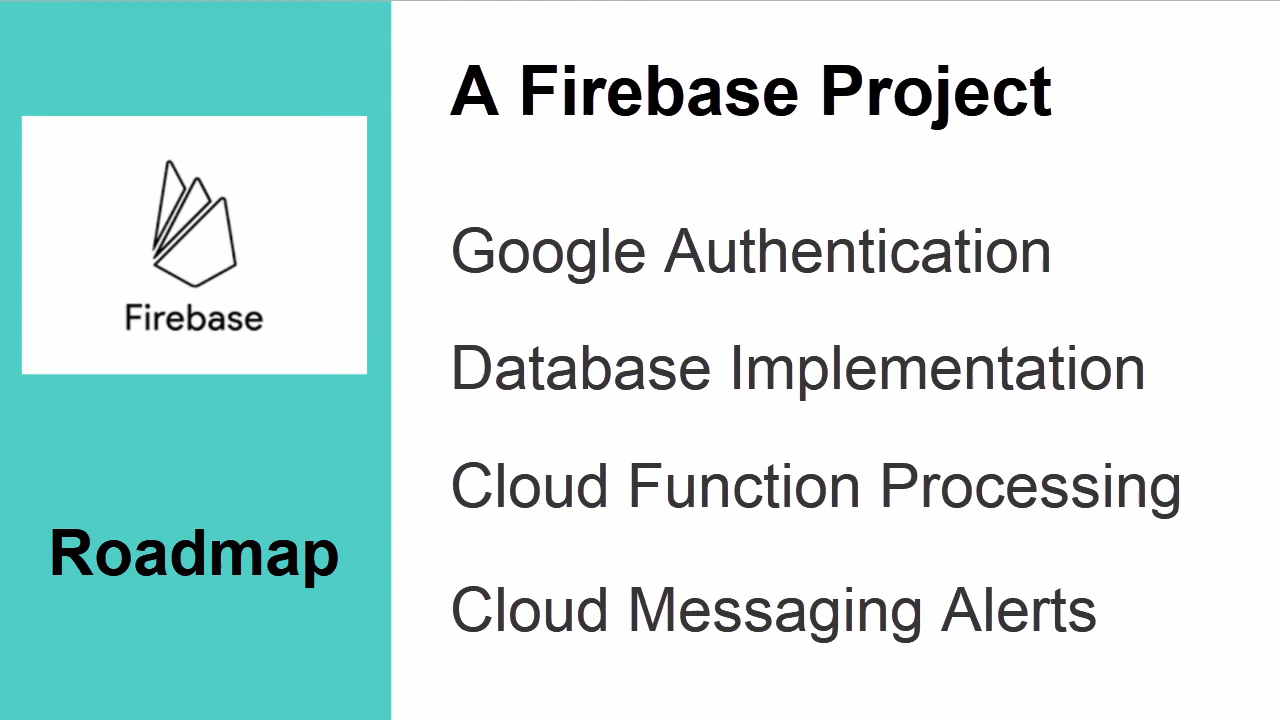 Firebase
Roadmap
A Firebase Project
Google Authentication
Database Implementation
Cloud Function Processing
Cloud Messaging Alerts